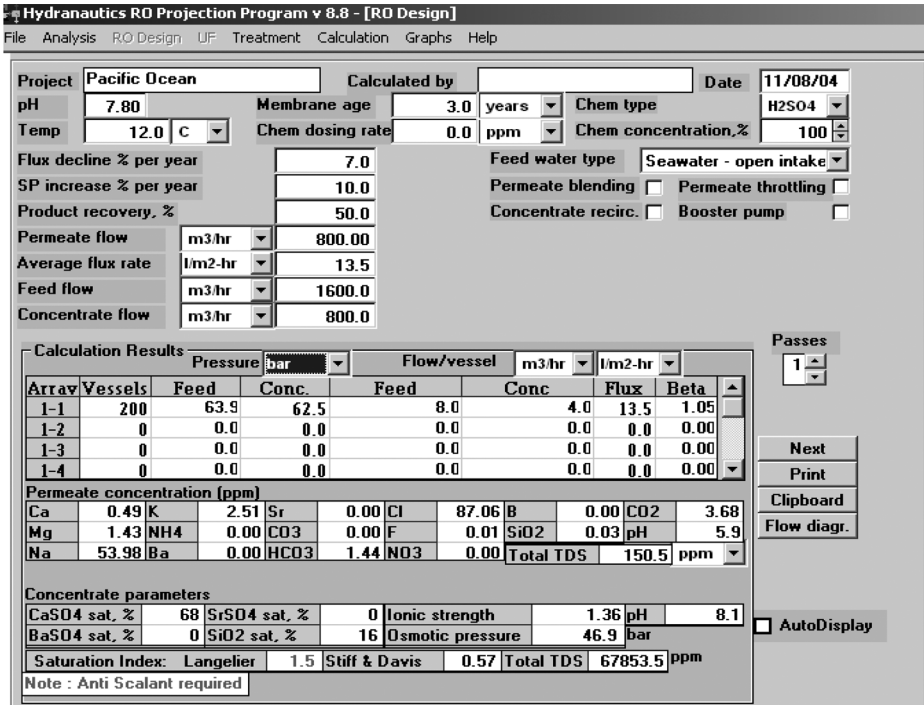 Hydranautics RO Projection Program v 8.8 - [RO Design]
File Analysis RO Design UF Treatment Calculation Graphs Help
Project Pacific Ocean Calculated by Date 11/08/04
pH 7.80 Membrane age 3.0 years Chem type H2SO4
Temp 12.0 C Chem dosing rate 0.0 ppm Chem concentration,% 100
Flux decline % per year 7.0 Feed water type Seawater - open intake
SP increase % per year 10.0 Permeate blending Permeate throttling
Product recovery, % 50.0 Concentrate recirc. Booster pump
Permeate flow m3/hr 800.00
Average flux rate l/m2-hr 13.5
Feed flow m3/hr 1600.0
Concentrate flow m3/hr 800.0
Passes
1
Calculation Results Pressure bar Flow/vessel m3/hr l/m2-hr
Array Vessels Feed Conc. Feed Conc Flux Beta
1-1 200 63.9 62.5 8.0 4.0 13.5 1.05
1-2 0 0.0 0.0 0.0 0.0 0.0 0.00
1-3 0 0.0 0.0 0.0 0.0 0.0 0.00
1-4 0 0.0 0.0 0.0 0.0 0.0 0.00
Next
Print
Clipboard
Flow diagr.
Permeate concentration (ppm)
Ca 0.49 K 2.51 Sr 0.00 Cl 87.06 B 0.00 CO2 3.68
Mg 1.43 NH4 0.00 CO3 0.00 F 0.01 SiO2 0.03 pH 5.9
Na 53.98 Ba 0.00 HCO3 1.44 NO3 0.00 Total TDS 150.5 ppm
Concentrate parameters
CaSO4 sat, % 68 SrSO4 sat, % 0 Ionic strength 1.36 pH 8.1
BaSO4 sat, % 0 SiO2 sat, % 16 Osmotic pressure 46.9 bar
AutoDisplay
Saturation Index: Langelier 1.5 Stiff & Davis 0.57 Total TDS 67853.5 ppm
Note : Anti Scalant required